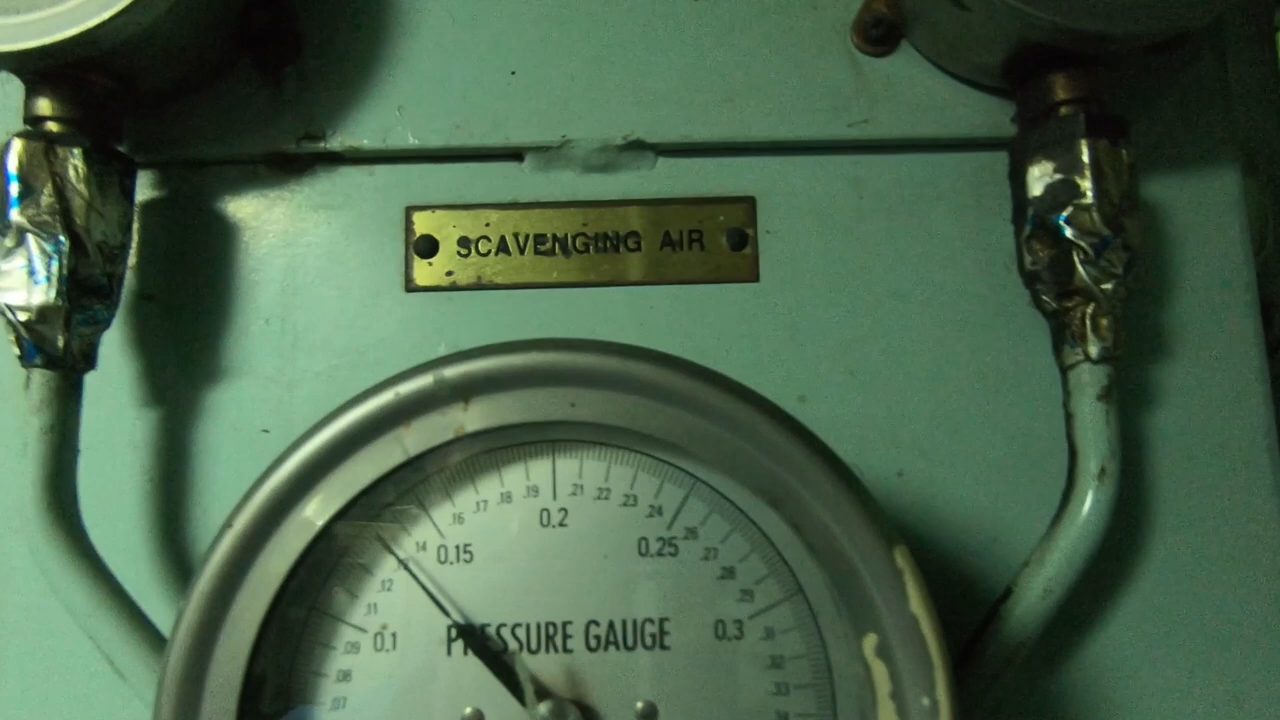 SCAVENGING AIR
.19 .21 .22 .23
.16 .17 .18 0.2 .24
0.15 0.25 .26
.14 .27
.13 .28
.12 .29
.11
0.1 PRESSURE GAUGE 0.3 .31
.09 .32
.08 .33
.07